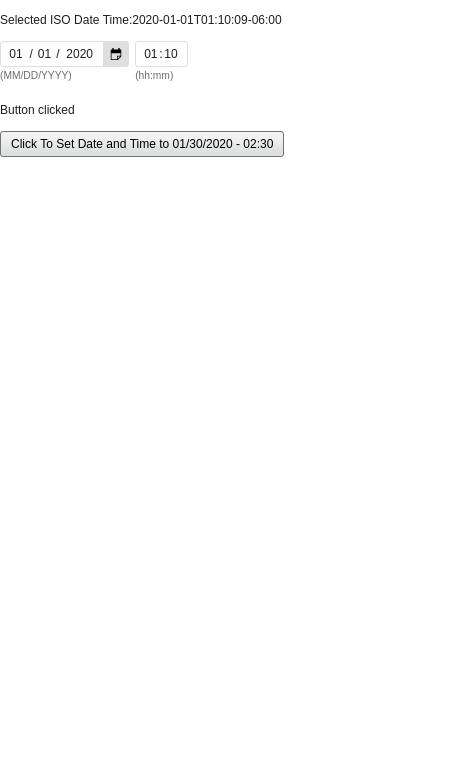 Selected ISO Date Time:2020-01-01T01:10:09-06:00
01 / 01 / 2020 01:10
(MM/DD/YYYY) (hh:mm)
Button clicked
Click To Set Date and Time to 01/30/2020 - 02:30